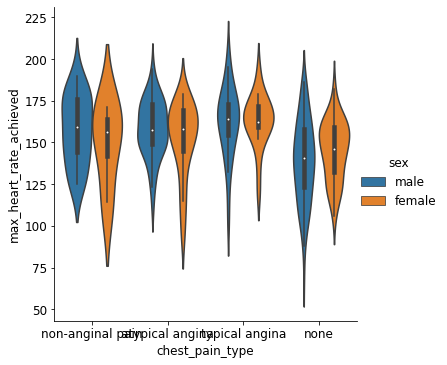 225
200
175
150
125
100
75
50
max_heart_rate_achieved
non-anginal pain atypical angina typical angina none
chest_pain_type
sex
male
female